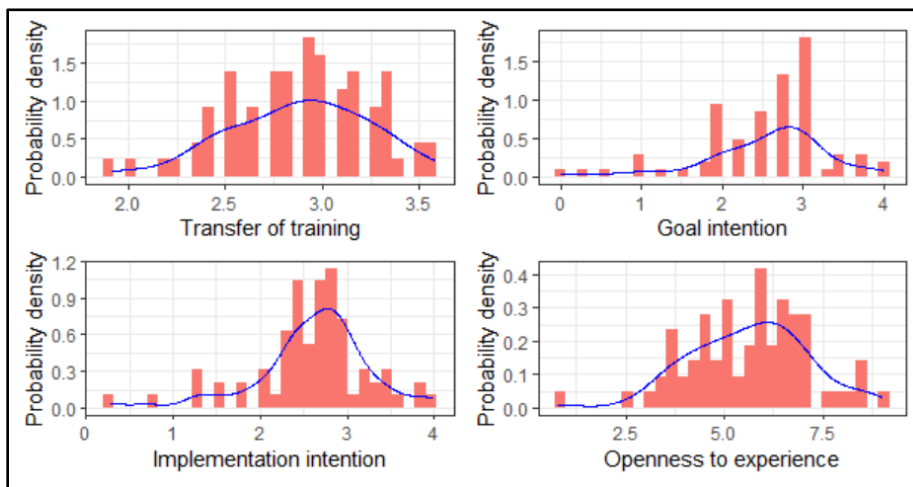 Probability density
1.5
1.0
0.5
0.0
2.0 2.5 3.0 3.5
Transfer of training
Probability density
1.5
1.0
0.5
0.0
0 1 2 3 4
Goal intention
Probability density
1.2
0.9
0.6
0.3
0.0
0 1 2 3 4
Implementation intention
Probability density
0.4
0.3
0.2
0.1
0.0
2.5 5.0 7.5
Openness to experience